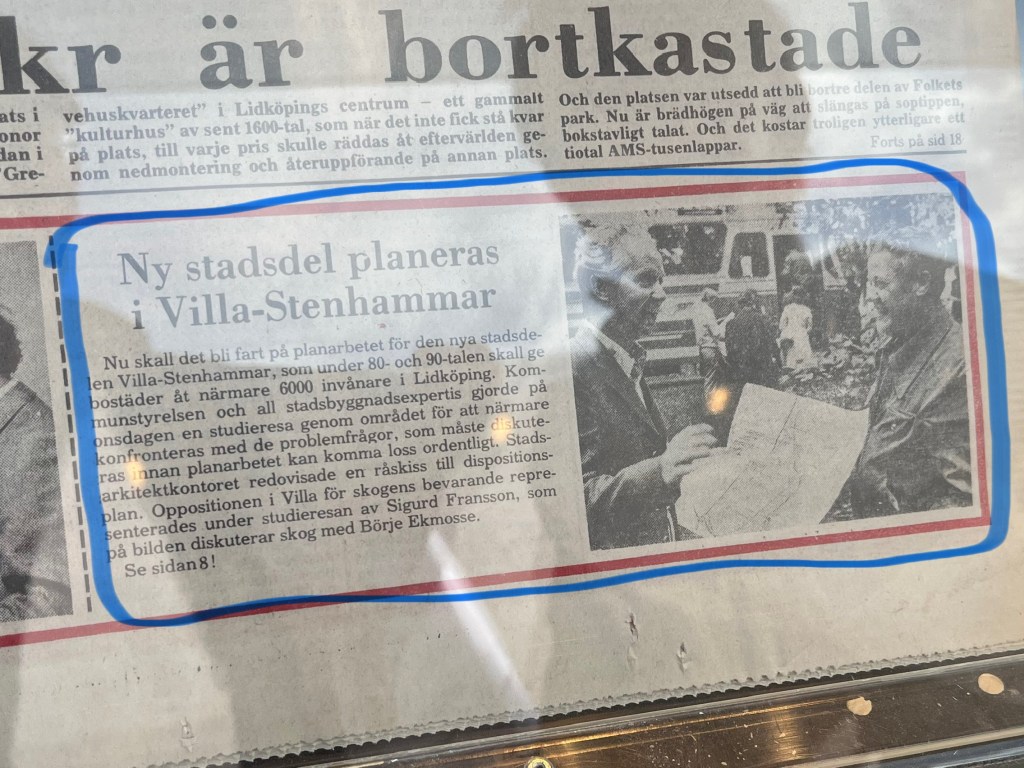 kr är bortkastade
ats i
onor
dan i
"Gre-
vehuskvarteret" i Lidköpings centrum – ett gammalt
"kulturhus" av sent 1600-tal, som när det inte fick stå kvar
på plats, till varje pris skulle räddas åt eftervärlden ge-
nom nedmontering och återuppförande på annan plats.
Och den platsen var utsedd att bli bortre delen av Folkets
park. Nu är brädhögen på väg att slängas på soptippen,
bokstavligt talat. Och det kostar troligen ytterligare ett
tiotal AMS-tusenlappar.
Forts på sid 18
Ny stadsdel planeras
i Villa-Stenhammar
Nu skall det bli fart på planarbetet för den nya stadsde-
len Villa-Stenhammar, som under 80- och 90-talen skall ge
bostäder åt närmare 6000 invånare i Lidköping. Kom-
munstyrelsen och all stadsbyggnadsexpertis gjorde på
onsdagen en studieresa genom området för att närmare
konfronteras med de problemfrågor, som måste diskute-
ras innan planarbetet kan komma loss ordentligt. Stads-
arkitektkontoret redovisade en råskiss till dispositions-
plan. Oppositionen i Villa för skogens bevarande repre-
senterades under studieresan av Sigurd Fransson, som
på bilden diskuterar skog med Börje Ekmosse.
Se sidan 8!